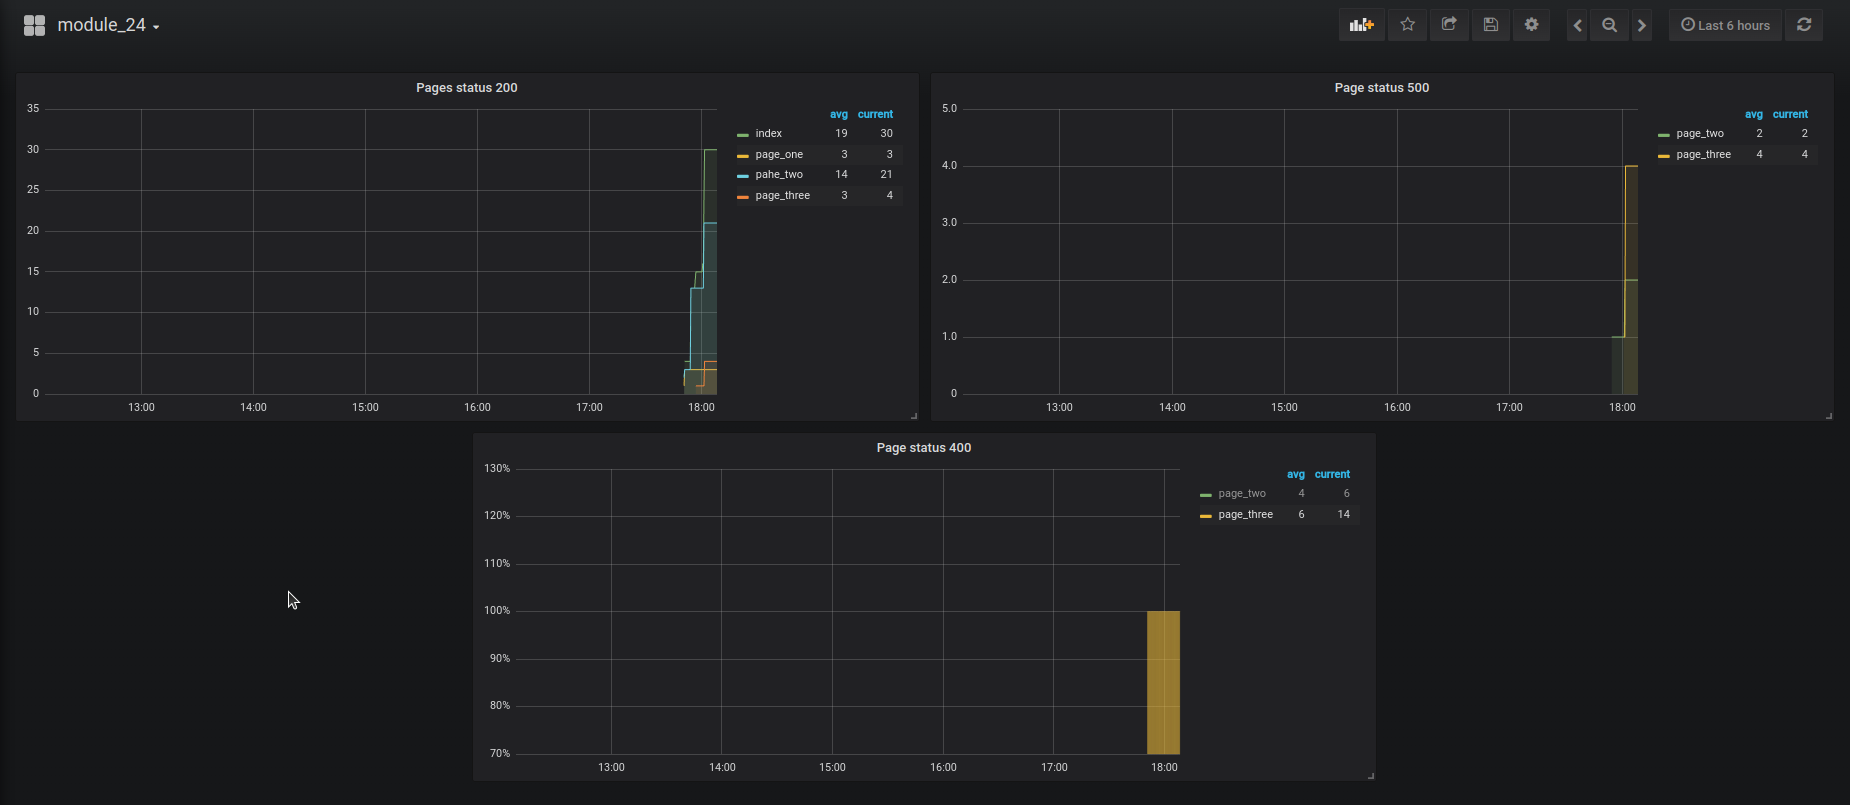 module_24
Last 6 hours
Pages status 200
35
30
25
20
15
10
5
0
13:00 14:00 15:00 16:00 17:00 18:00
avg current
index 19 30
page_one 3 3
pahe_two 14 21
page_three 3 4
Page status 500
5.0
4.0
3.0
2.0
1.0
0
13:00 14:00 15:00 16:00 17:00 18:00
avg current
page_two 2 2
page_three 4 4
Page status 400
130%
120%
110%
100%
90%
80%
70%
13:00 14:00 15:00 16:00 17:00 18:00
avg current
page_two 4 6
page_three 6 14